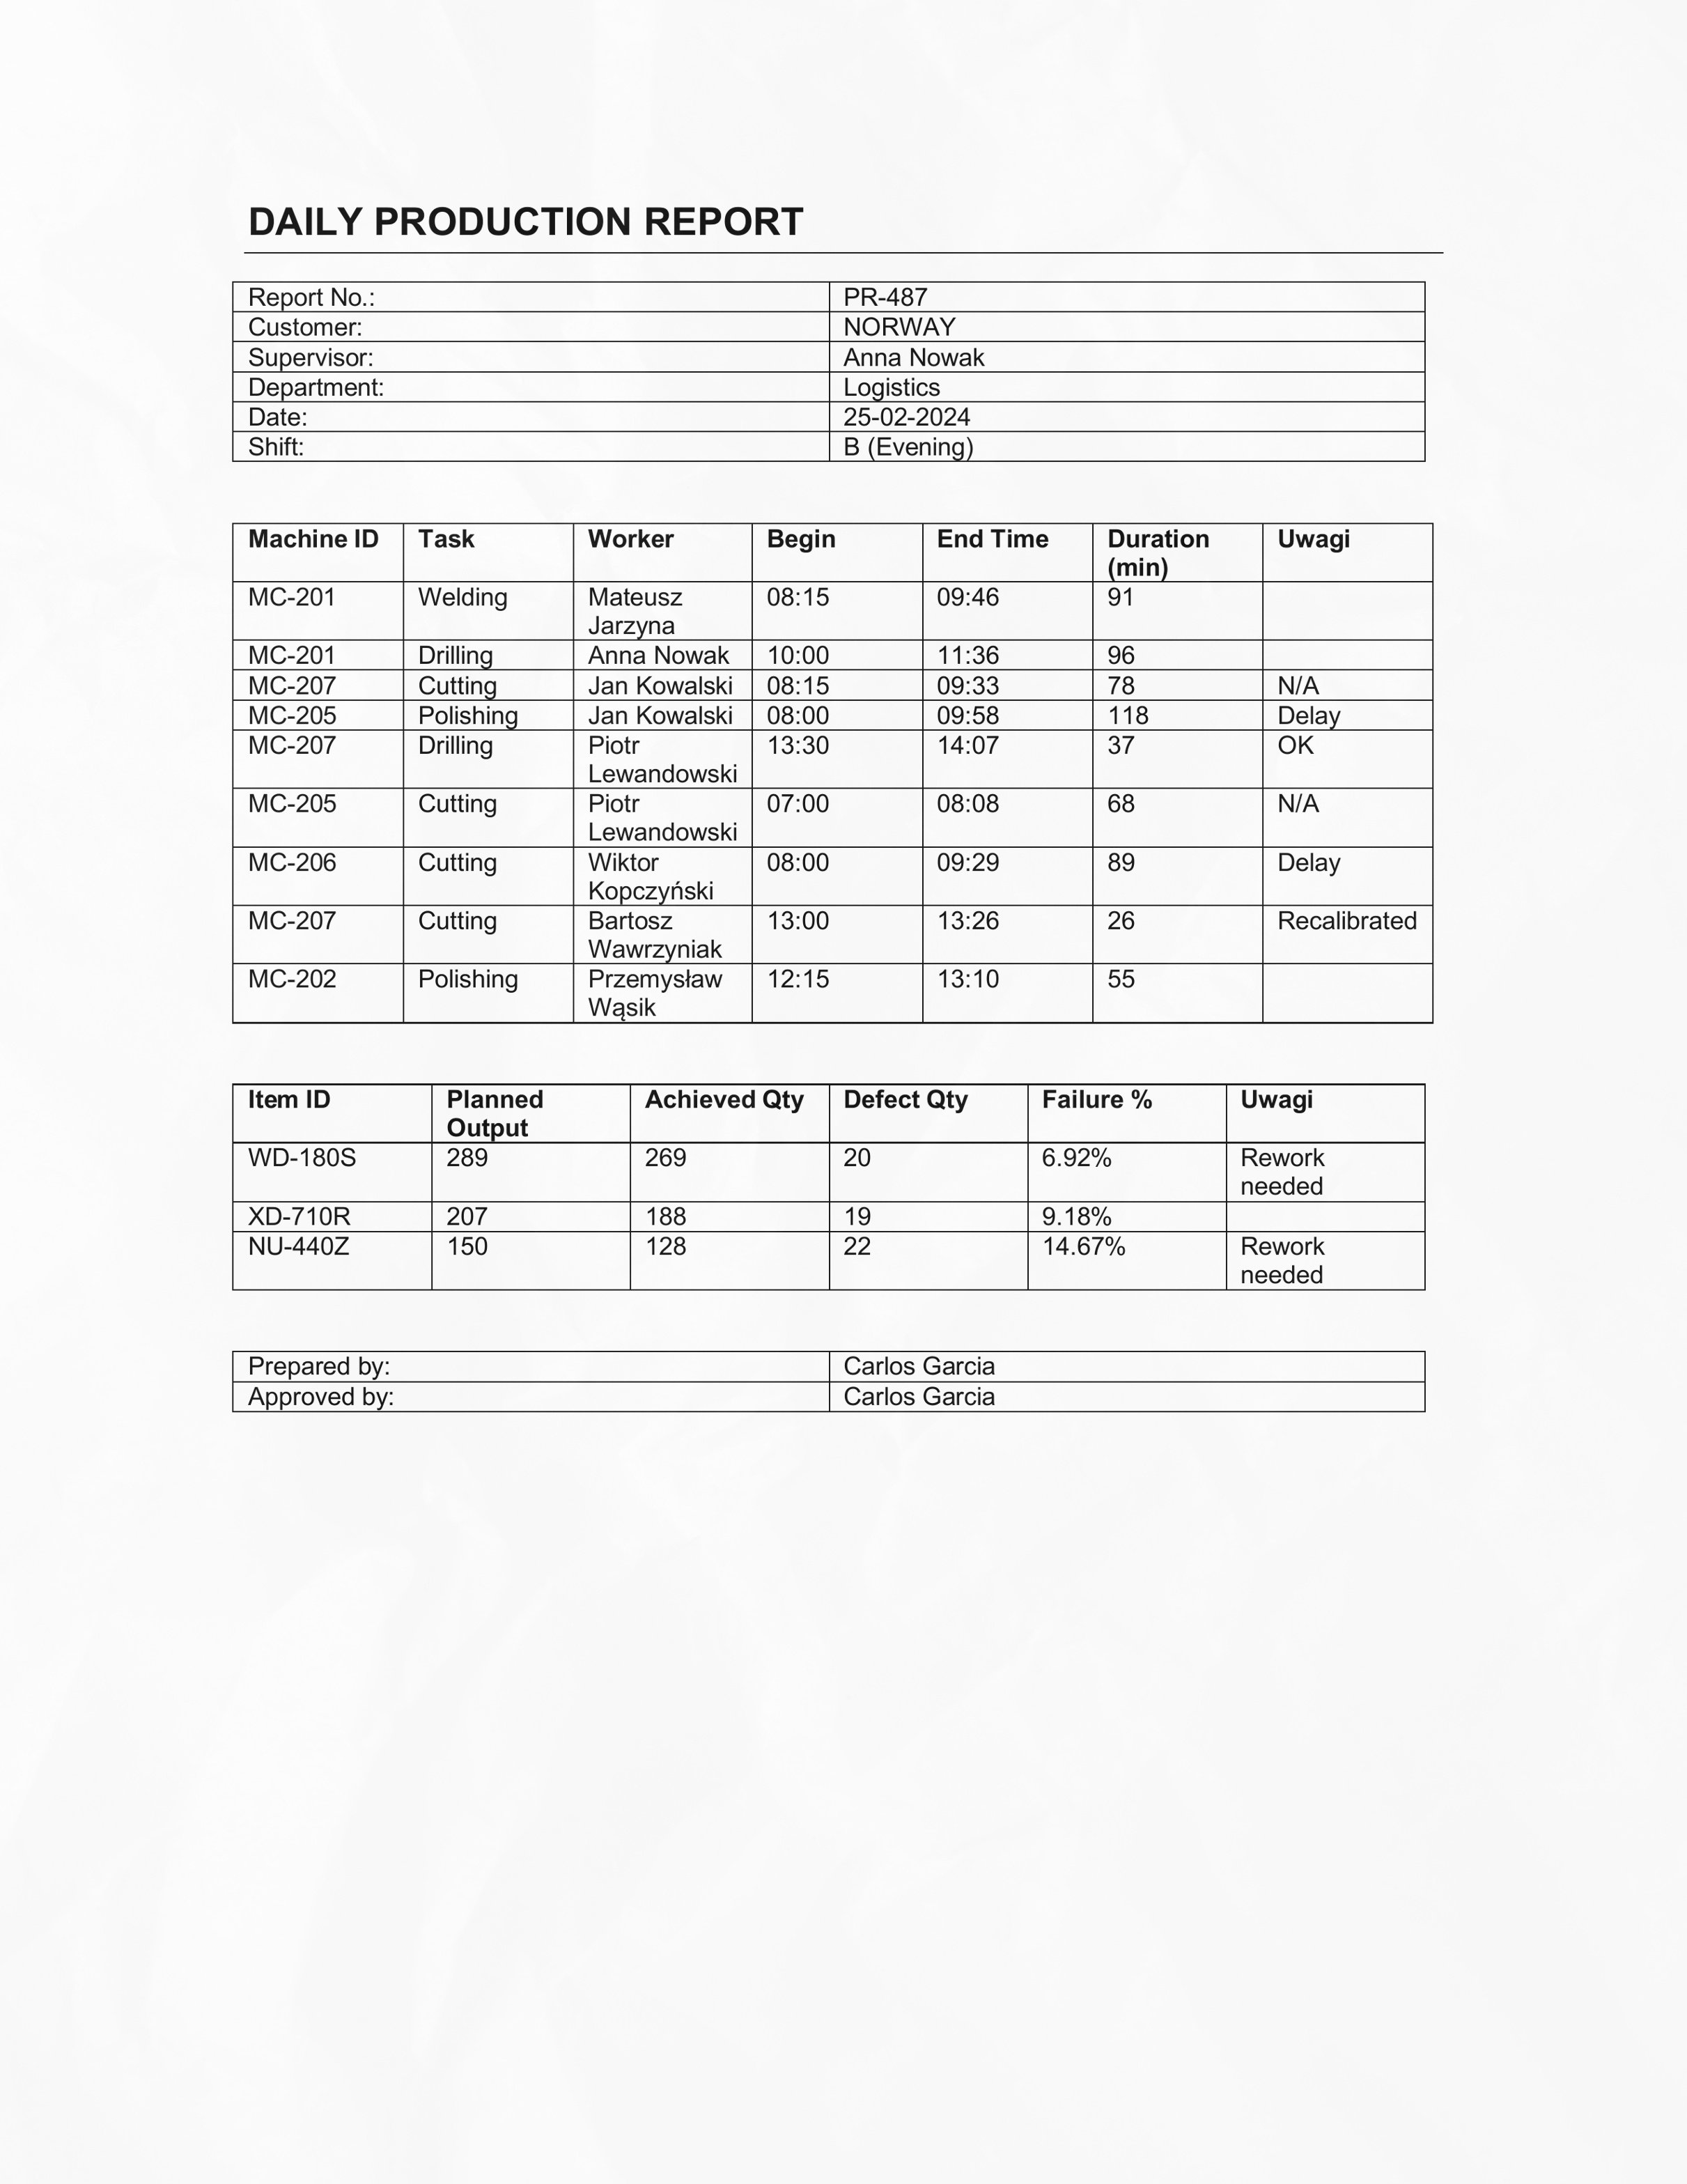 DAILY PRODUCTION REPORT
Report No.: PR-487
Customer: NORWAY
Supervisor: Anna Nowak
Department: Logistics
Date: 25-02-2024
Shift: B (Evening)
Machine ID Task Worker Begin End Time Duration Uwagi
(min)
MC-201 Welding Mateusz 08:15 09:46 91
Jarzyna
MC-201 Drilling Anna Nowak 10:00 11:36 96
MC-207 Cutting Jan Kowalski 08:15 09:33 78 N/A
MC-205 Polishing Jan Kowalski 08:00 09:58 118 Delay
MC-207 Drilling Piotr 13:30 14:07 37 OK
Lewandowski
MC-205 Cutting Piotr 07:00 08:08 68 N/A
Lewandowski
MC-206 Cutting Wiktor 08:00 09:29 89 Delay
Kopczyński
MC-207 Cutting Bartosz 13:00 13:26 26 Recalibrated
Wawrzyniak
MC-202 Polishing Przemysław 12:15 13:10 55
Wąsik
Item ID Planned Achieved Qty Defect Qty Failure % Uwagi
Output
WD-180S 289 269 20 6.92% Rework
needed
XD-710R 207 188 19 9.18%
NU-440Z 150 128 22 14.67% Rework
needed
Prepared by: Carlos Garcia
Approved by: Carlos Garcia